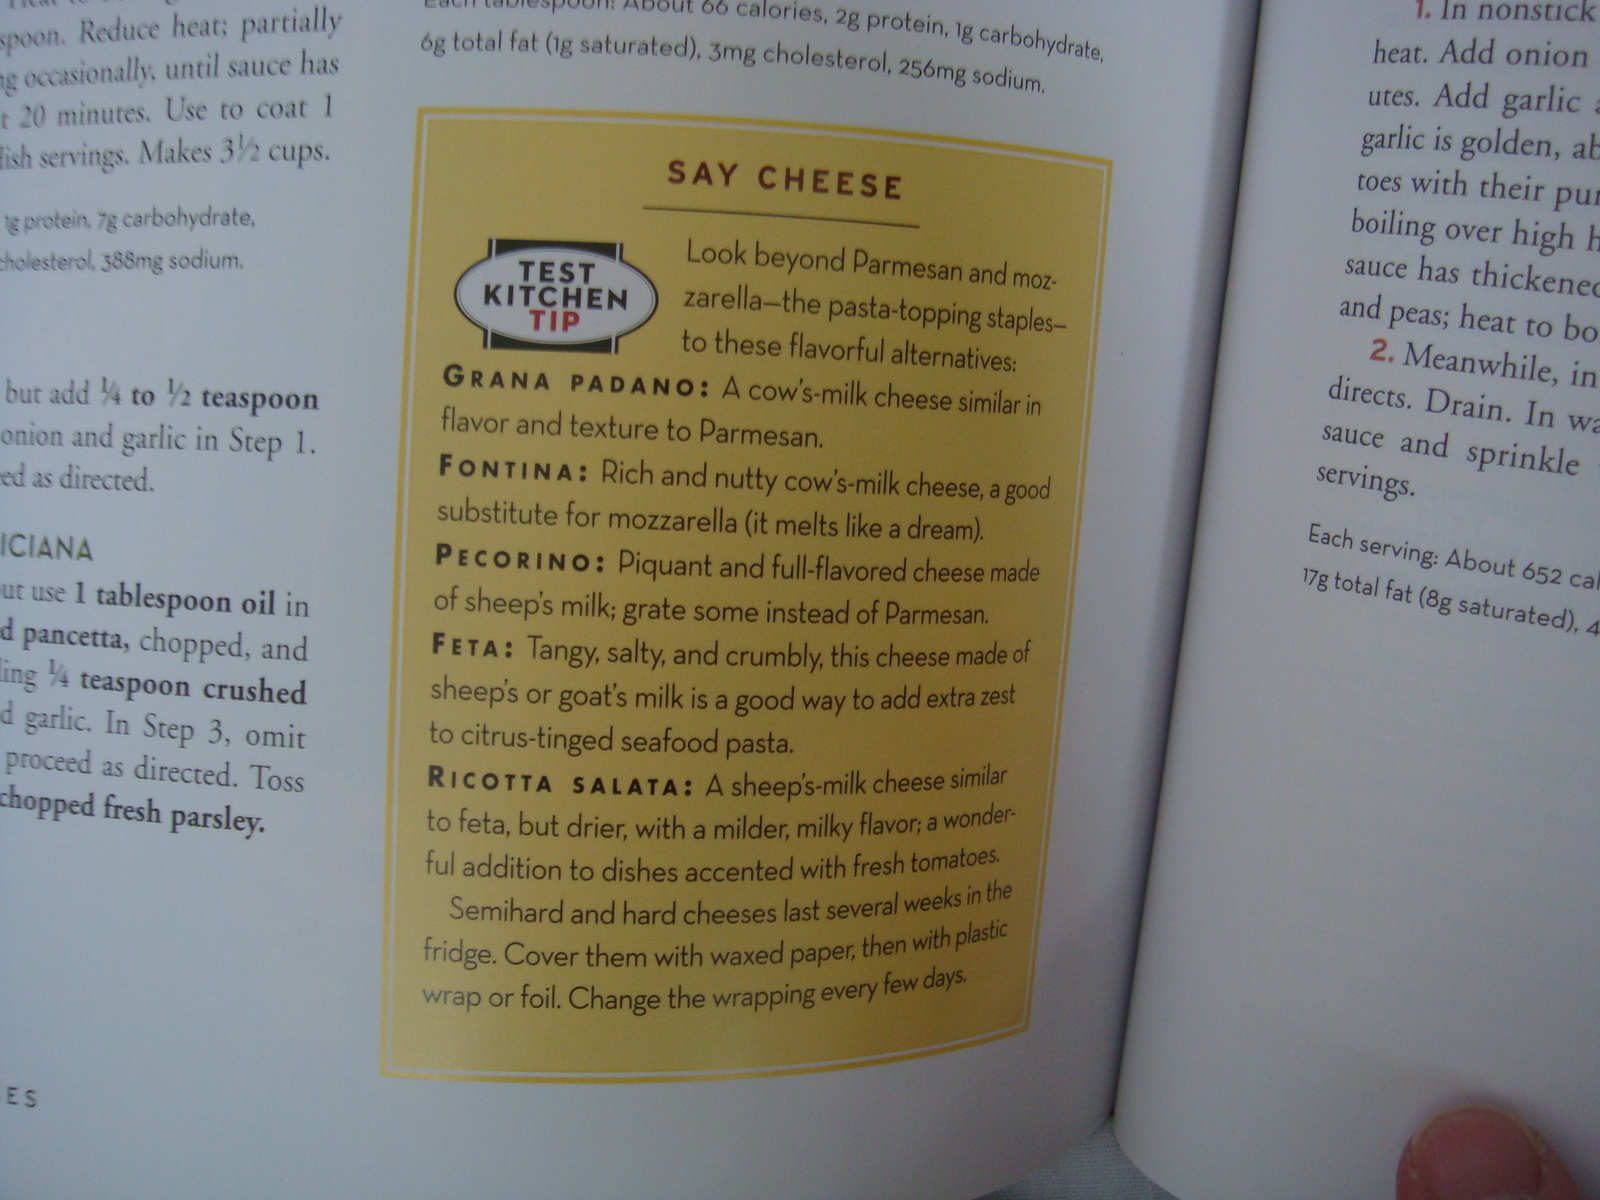 spoon. Reduce heat; partially
occasionally, until sauce has
20 minutes. Use to coat 1
servings. Makes 3½ cups.
1g protein, 7g carbohydrate,
cholesterol, 388mg sodium.
but add ¼ to ½ teaspoon
onion and garlic in Step 1.
as directed.
use 1 tablespoon oil in
pancetta, chopped, and
¼ teaspoon crushed
garlic. In Step 3, omit
proceed as directed. Toss
chopped fresh parsley.
Each tablespoon: About 66 calories, 2g protein, 1g carbohydrate,
6g total fat (1g saturated), 3mg cholesterol, 256mg sodium.
SAY CHEESE
TEST
KITCHEN
TIP
Look beyond Parmesan and moz-
zarella—the pasta-topping staples—
to these flavorful alternatives:
GRANA PADANO: A cow's-milk cheese similar in
flavor and texture to Parmesan.
FONTINA: Rich and nutty cow's-milk cheese, a good
substitute for mozzarella (it melts like a dream).
PECORINO: Piquant and full-flavored cheese made
of sheep's milk; grate some instead of Parmesan.
FETA: Tangy, salty, and crumbly, this cheese made of
sheep's or goat's milk is a good way to add extra zest
to citrus-tinged seafood pasta.
RICOTTA SALATA: A sheep's-milk cheese similar
to feta, but drier, with a milder, milky flavor; a wonder-
ful addition to dishes accented with fresh tomatoes.
Semihard and hard cheeses last several weeks in the
fridge. Cover them with waxed paper, then with plastic
wrap or foil. Change the wrapping every few days.
1. In nonstick
heat. Add onion
utes. Add garlic
garlic is golden,
toes with their
boiling over high
sauce has thickened
and peas; heat to
2. Meanwhile, in
directs. Drain. In
sauce and sprinkle
servings.
Each serving: About 652
17g total fat (8g saturated),